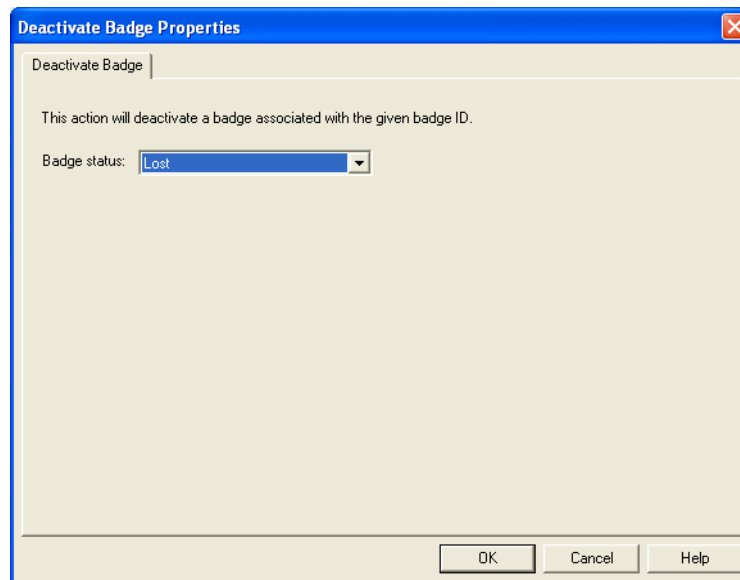 Deactivate Badge Properties
Deactivate Badge
This action will deactivate a badge associated with the given badge ID.
Badge status: Lost
OK Cancel Help